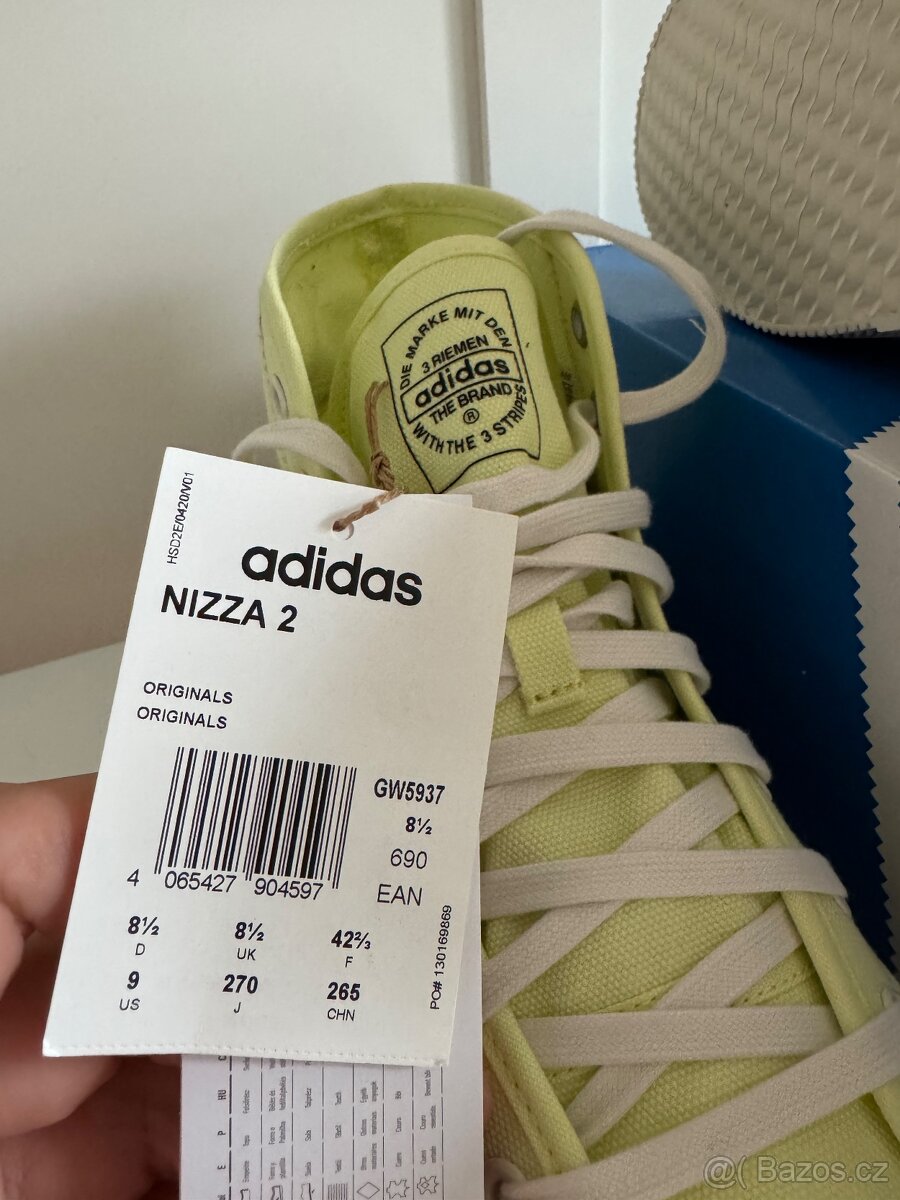 DIE MARKE MIT DEN
3 RIEMEN
adidas
THE BRAND
®
WITH THE 3 STRIPES
HSD2E/0420/V01
adidas
NIZZA 2
ORIGINALS
ORIGINALS
GW5937
8½
690
EAN
4 065427 904597
8½ 8½ 42⅔
D UK F
9 270 265
US J CHN
PO# 130169869
E P HU
@( Bazos.cz